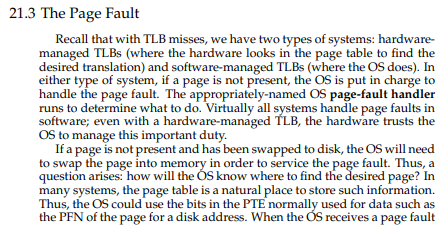 21.3 The Page Fault
Recall that with TLB misses, we have two types of systems: hardware-
managed TLBs (where the hardware looks in the page table to find the
desired translation) and software-managed TLBs (where the OS does). In
either type of system, if a page is not present, the OS is put in charge to
handle the page fault. The appropriately-named OS page-fault handler
runs to determine what to do. Virtually all systems handle page faults in
software; even with a hardware-managed TLB, the hardware trusts the
OS to manage this important duty.
If a page is not present and has been swapped to disk, the OS will need
to swap the page into memory in order to service the page fault. Thus, a
question arises: how will the OS know where to find the desired page? In
many systems, the page table is a natural place to store such information.
Thus, the OS could use the bits in the PTE normally used for data such as
the PFN of the page for a disk address. When the OS receives a page fault